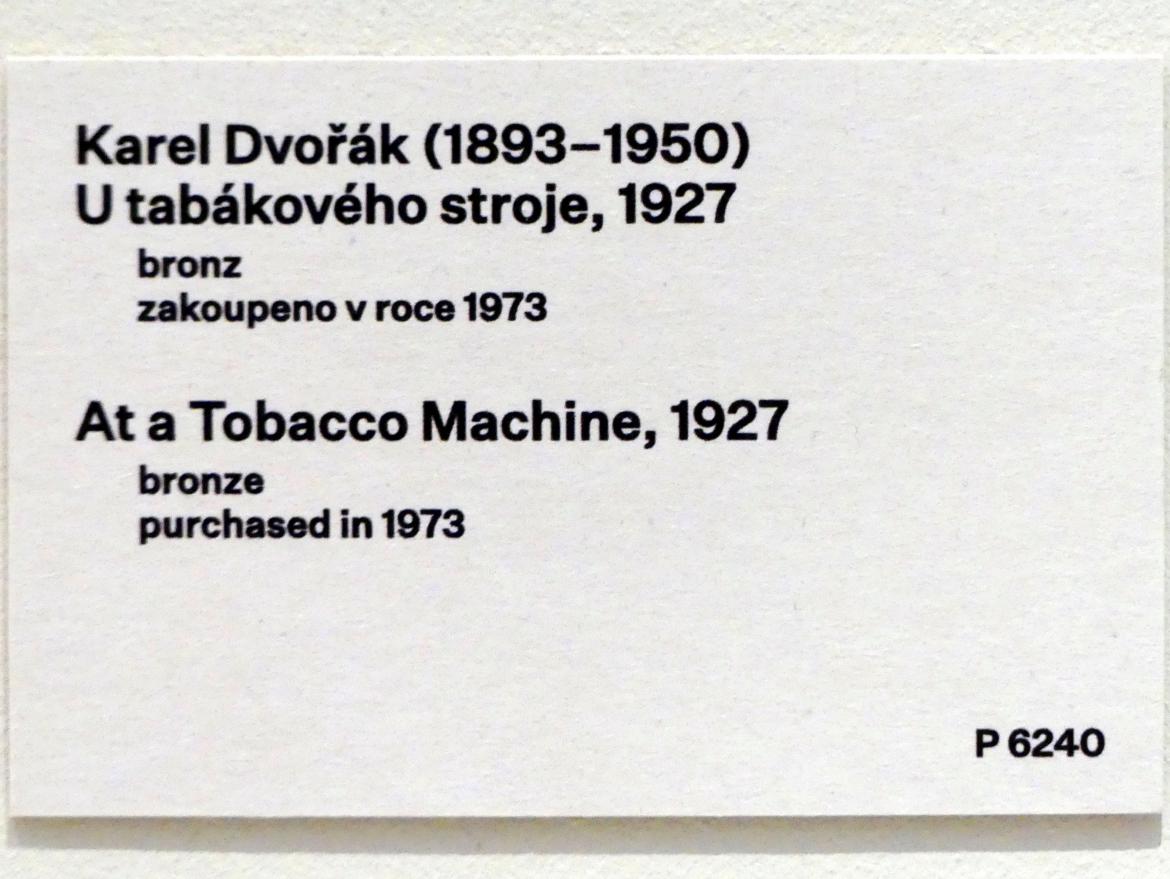 Karel Dvořák (1893–1950)
U tabákového stroje, 1927
bronz
zakoupeno v roce 1973
At a Tobacco Machine, 1927
bronze
purchased in 1973
P 6240